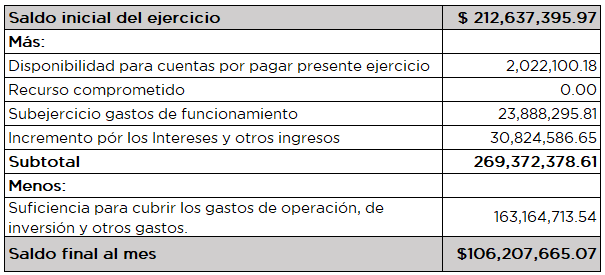 Saldo inicial del ejercicio $ 212,637,395.97
Más:
Disponibilidad para cuentas por pagar presente ejercicio 2,022,100.18
Recurso comprometido 0.00
Subejercicio gastos de funcionamiento 23,888,295.81
Incremento pór los Intereses y otros ingresos 30,824,586.65
Subtotal 269,372,378.61
Menos:
Suficiencia para cubrir los gastos de operación, de
inversión y otros gastos. 163,164,713.54
Saldo final al mes $106,207,665.07